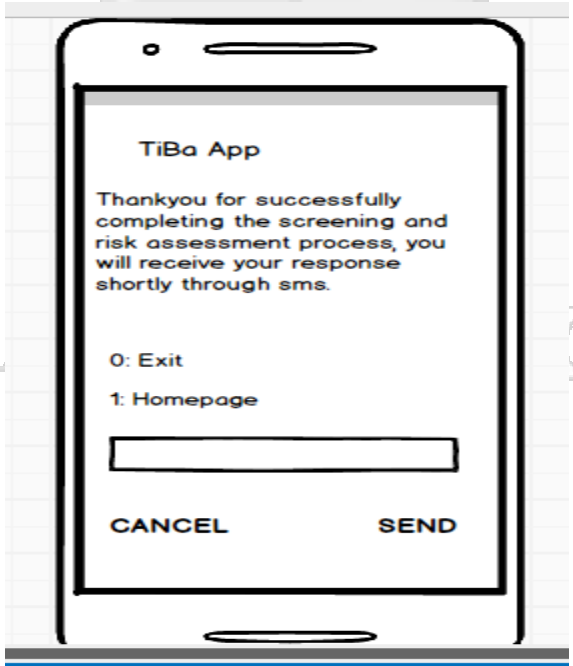 TiBa App
Thankyou for successfully
completing the screening and
risk assessment process, you
will receive your response
shortly through sms.
0: Exit
1: Homepage
CANCEL SEND